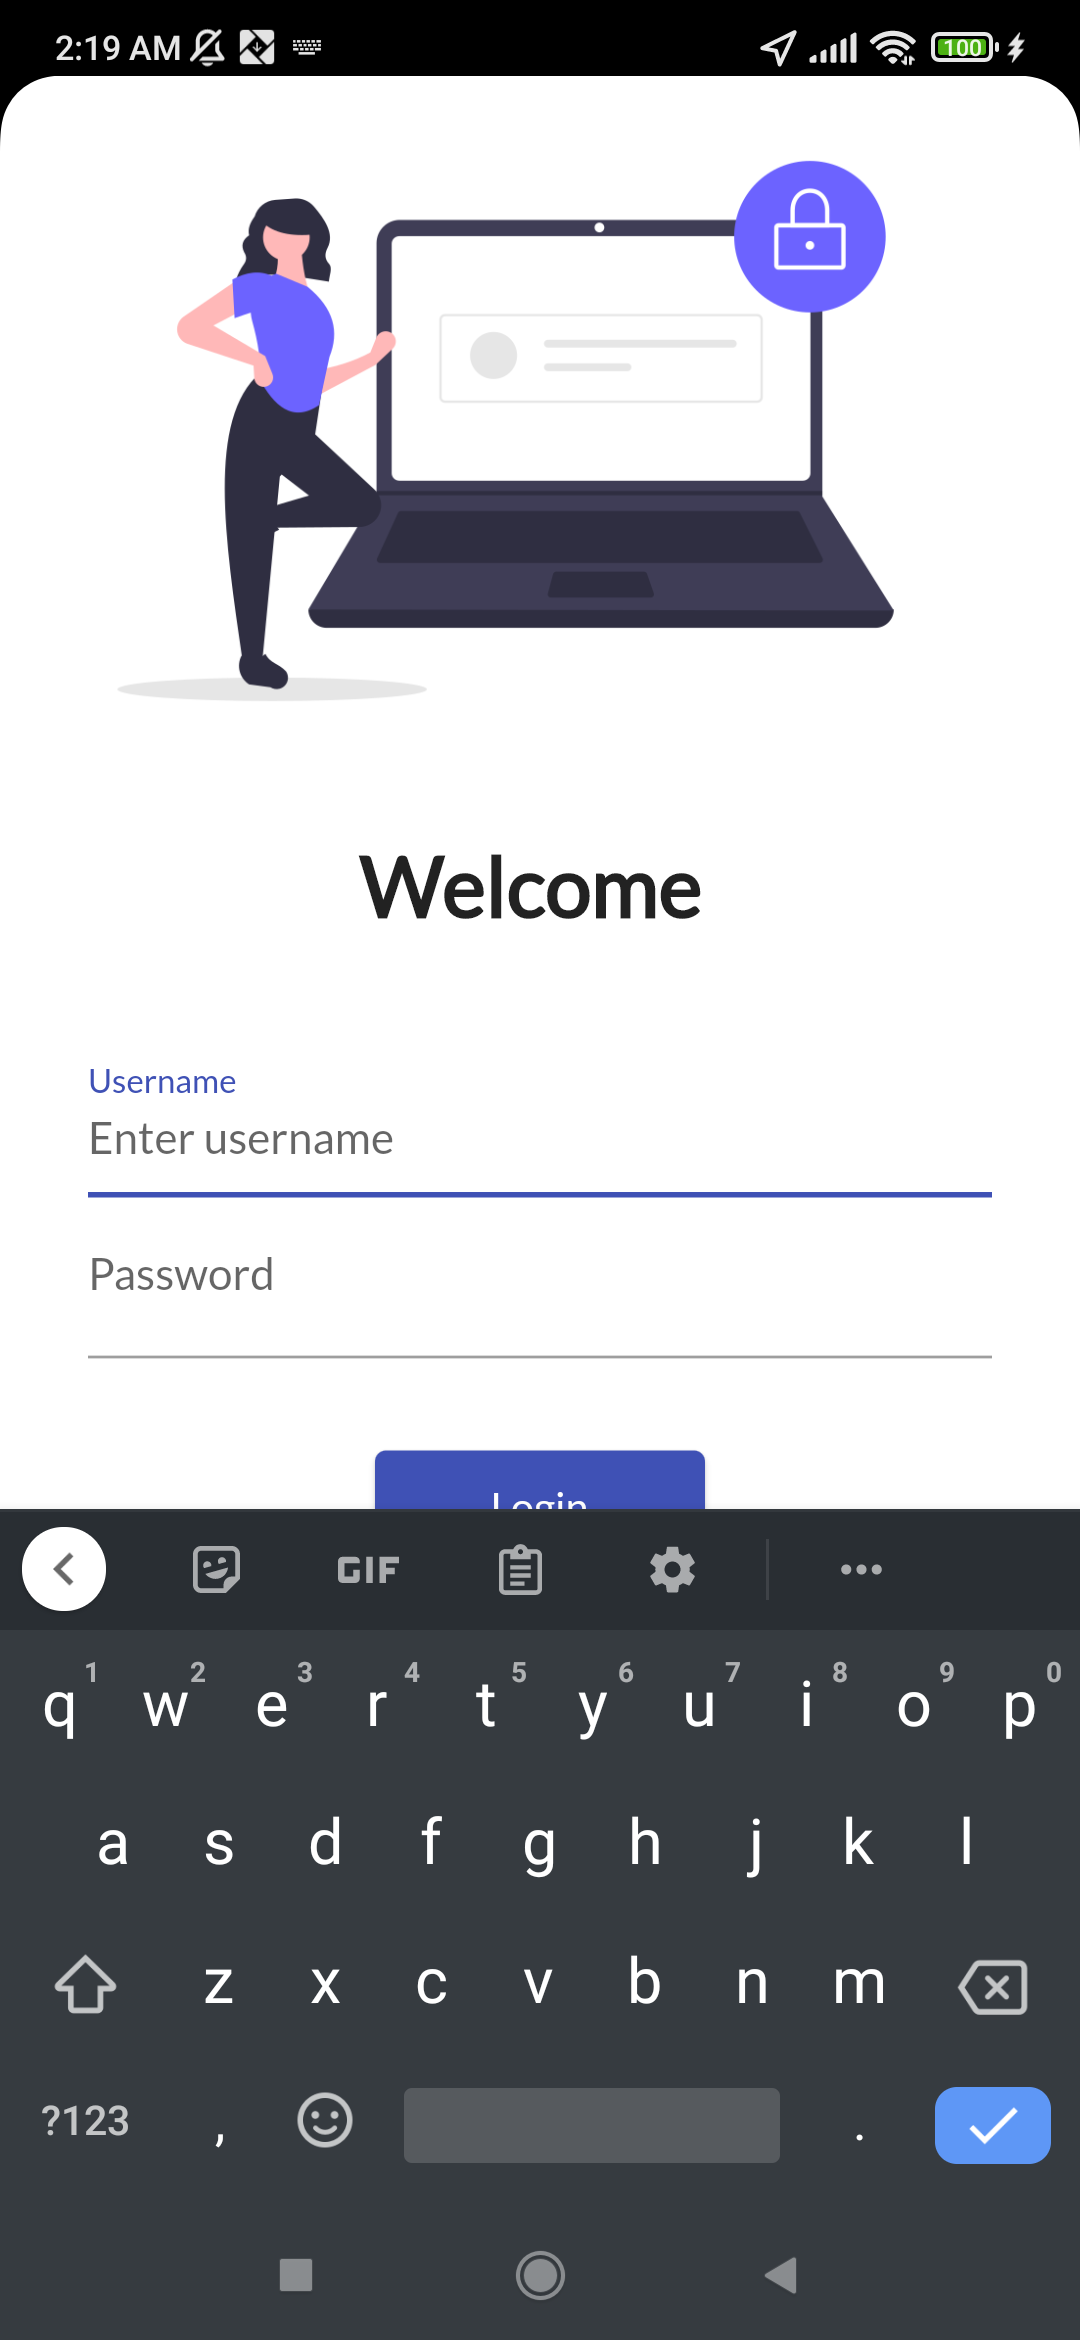 2:19 AM 100
Welcome
Username
Enter username
Password
Login
GIF
1 2 3 4 5 6 7 8 9 0
q w e r t y u i o p
a s d f g h j k l
z x c v b n m
?123 , .